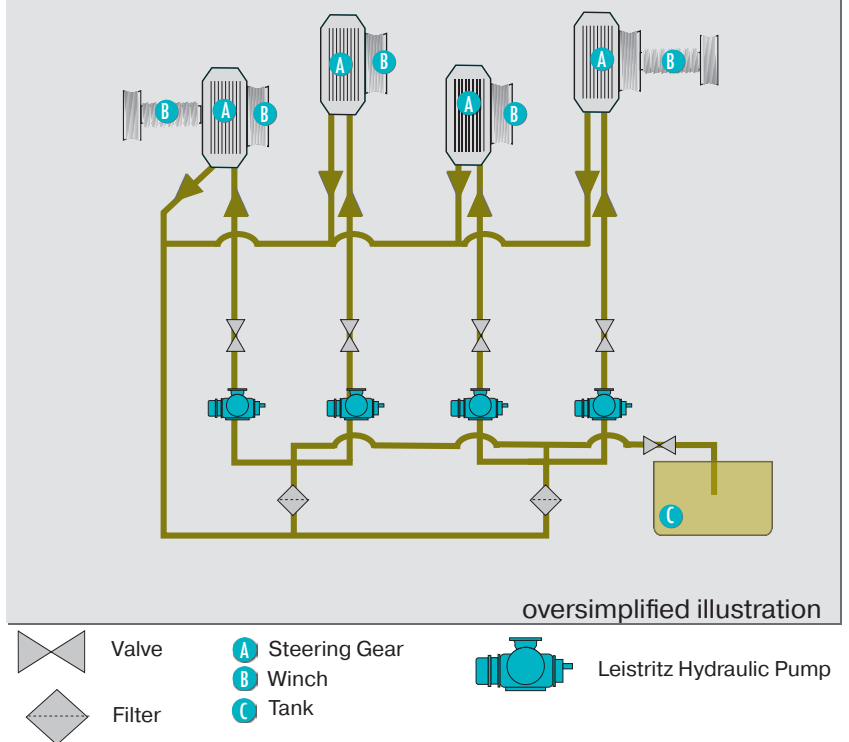 A B
A B
B A B
A B
C
oversimplified illustration
Valve
A Steering Gear
B Winch
C Tank
Leistritz Hydraulic Pump
Filter